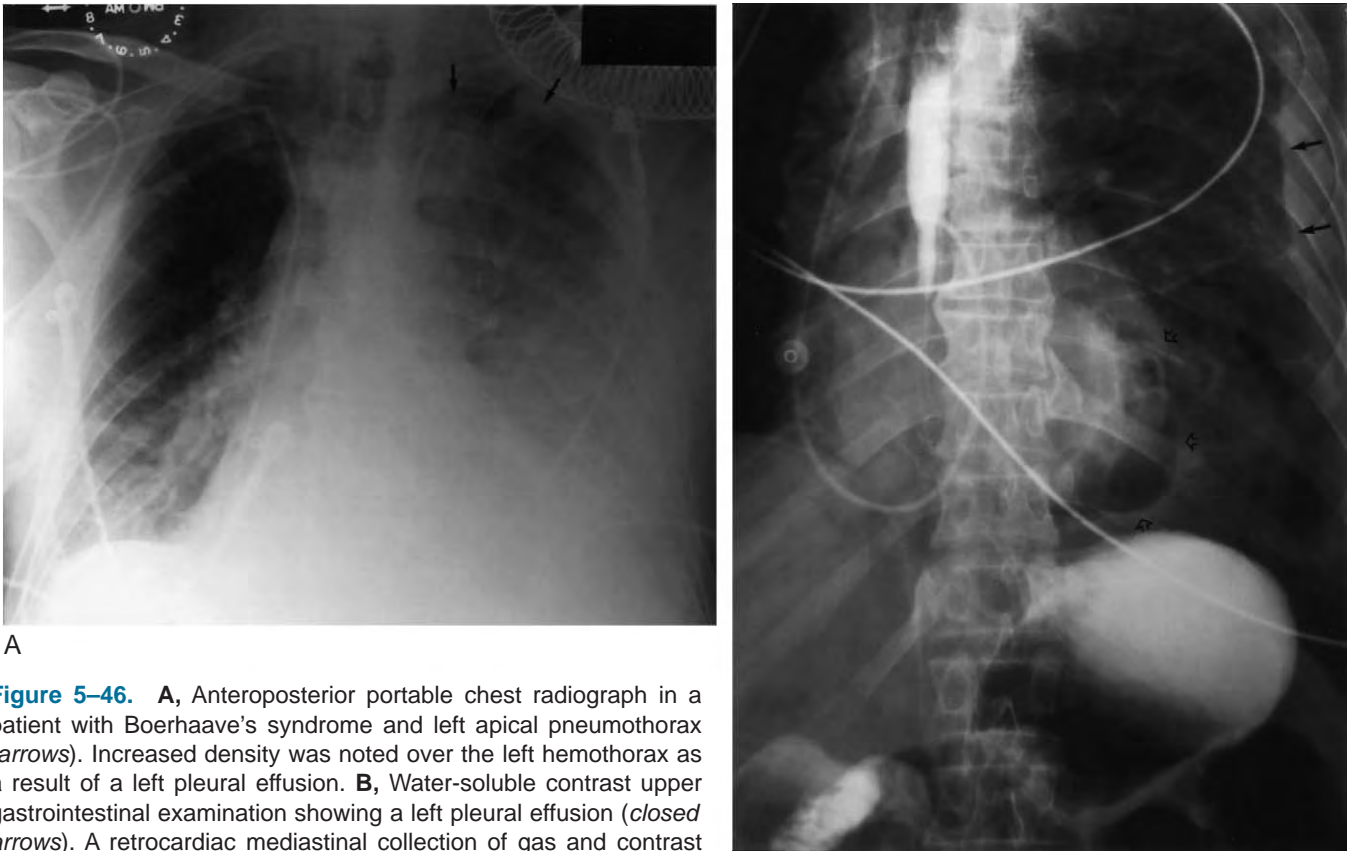 A
Figure 5–46. A, Anteroposterior portable chest radiograph in a
patient with Boerhaave's syndrome and left apical pneumothorax
(arrows). Increased density was noted over the left hemothorax as
a result of a left pleural effusion. B, Water-soluble contrast upper
gastrointestinal examination showing a left pleural effusion (closed
arrows). A retrocardiac mediastinal collection of gas and contrast